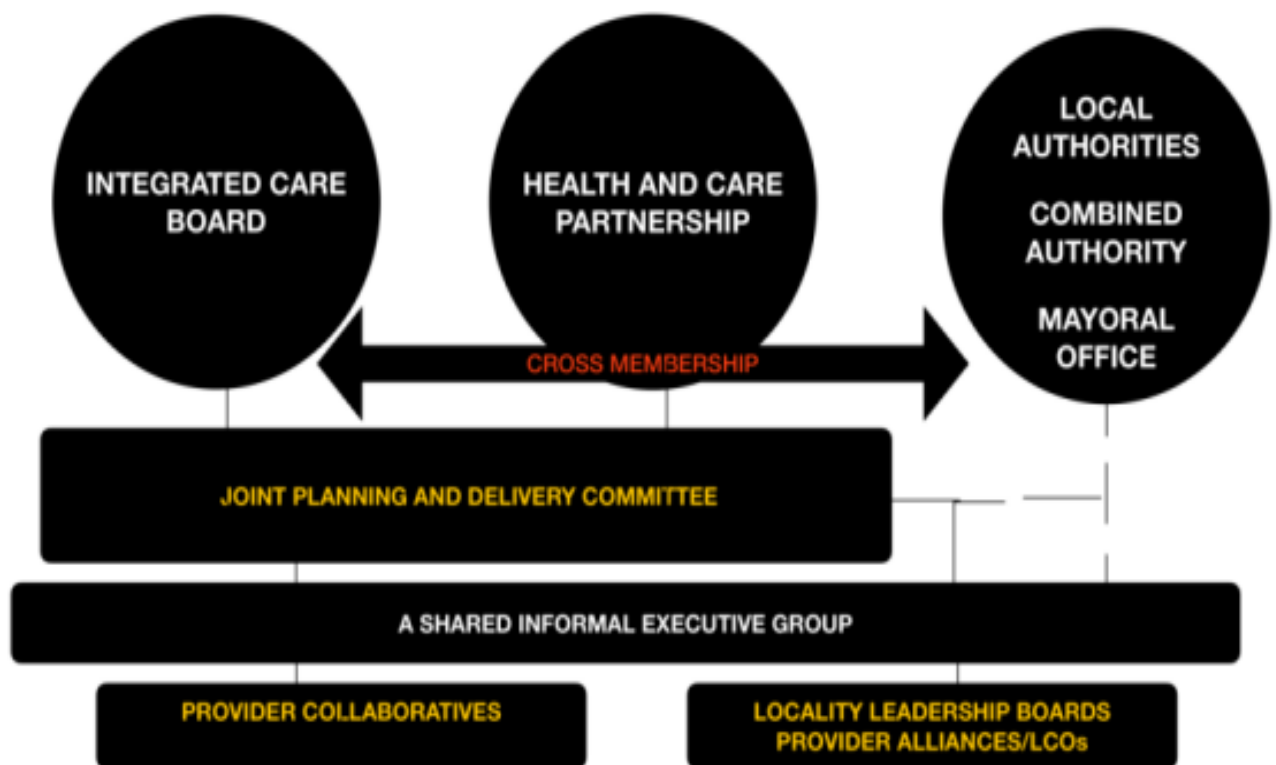 INTEGRATED CARE
BOARD
HEALTH AND CARE
PARTNERSHIP
LOCAL
AUTHORITIES
COMBINED
AUTHORITY
MAYORAL
OFFICE
CROSS MEMBERSHIP
JOINT PLANNING AND DELIVERY COMMITTEE
A SHARED INFORMAL EXECUTIVE GROUP
PROVIDER COLLABORATIVES
LOCALITY LEADERSHIP BOARDS
PROVIDER ALLIANCES/LCOs